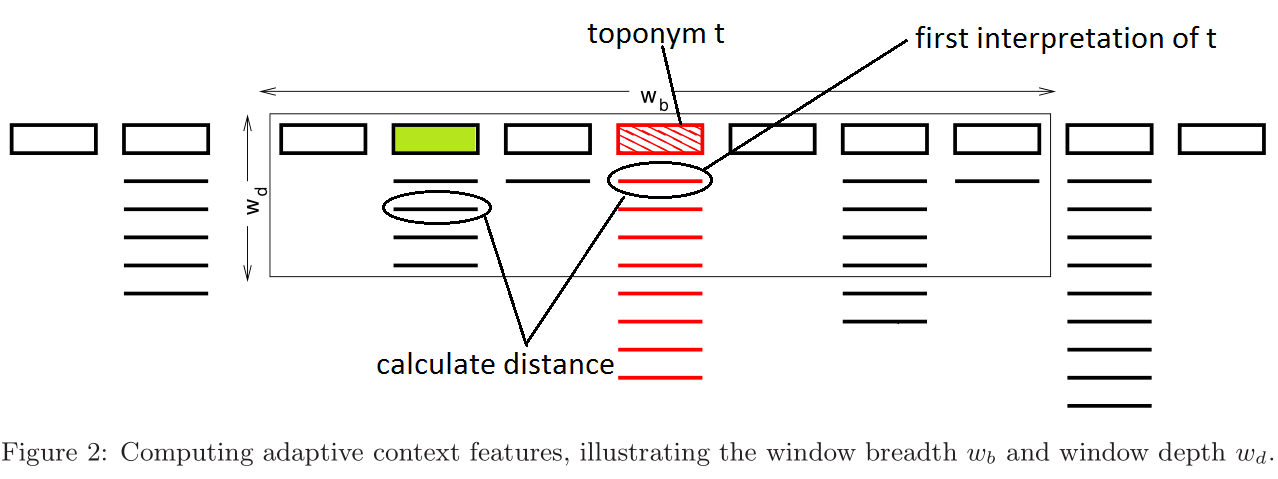 toponym t
first interpretation of t
w_b
w_d
calculate distance
Figure 2: Computing adaptive context features, illustrating the window breadth w_b and window depth w_d.